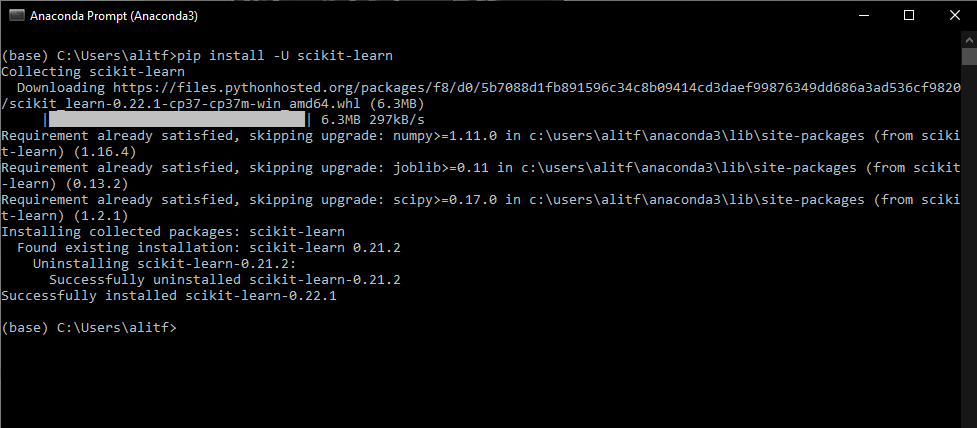 Anaconda Prompt (Anaconda3)
(base) C:\Users\alitf>pip install -U scikit-learn
Collecting scikit-learn
  Downloading https://files.pythonhosted.org/packages/f8/d0/5b7088d1fb891596c34c8b09414cd3daef99876349dd686a3ad536cf9820
/scikit_learn-0.22.1-cp37-cp37m-win_amd64.whl (6.3MB)
     |████████████████████████████████| 6.3MB 297kB/s
Requirement already satisfied, skipping upgrade: numpy>=1.11.0 in c:\users\alitf\anaconda3\lib\site-packages (from sciki
t-learn) (1.16.4)
Requirement already satisfied, skipping upgrade: joblib>=0.11 in c:\users\alitf\anaconda3\lib\site-packages (from scikit
-learn) (0.13.2)
Requirement already satisfied, skipping upgrade: scipy>=0.17.0 in c:\users\alitf\anaconda3\lib\site-packages (from sciki
t-learn) (1.2.1)
Installing collected packages: scikit-learn
  Found existing installation: scikit-learn 0.21.2
    Uninstalling scikit-learn-0.21.2:
      Successfully uninstalled scikit-learn-0.21.2
Successfully installed scikit-learn-0.22.1
(base) C:\Users\alitf>